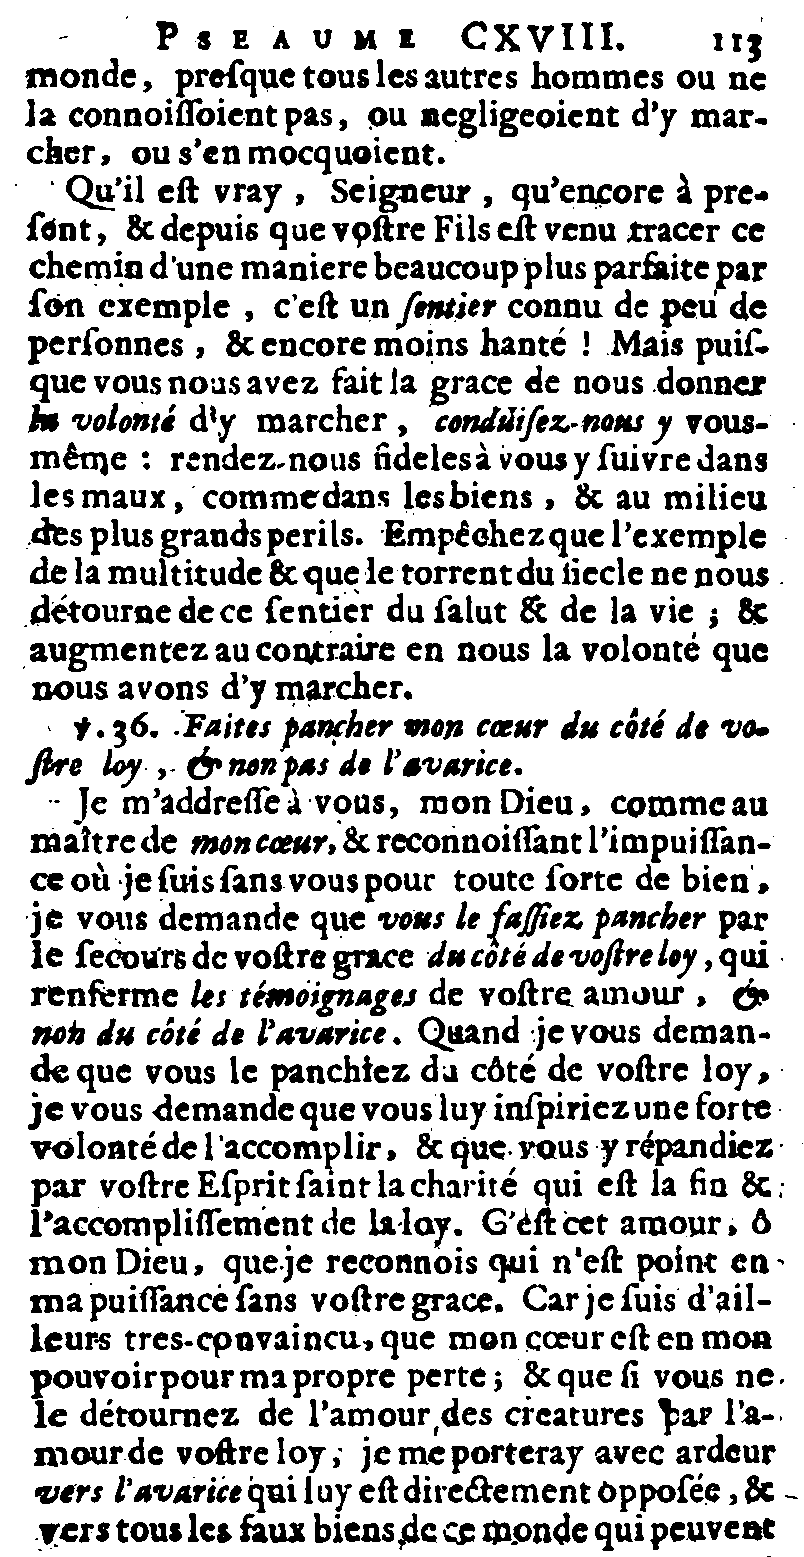 PSEAUME CXVIII. 113
monde, preſque tous les autres hommes ou ne
la connoiſſoient pas, ou negligeoient d'y mar-
cher, ou s'en mocquoient.
Qu'il eſt vray, Seigneur, qu'encore à pre-
ſent, & depuis que voſtre Fils eſt venu tracer ce
chemin d'une maniere beaucoup plus parfaite par
ſon exemple, c'eſt un ſentier connu de peu de
perſonnes, & encore moins hanté ! Mais puiſ-
que vous nous avez fait la grace de nous donner
la volonté d'y marcher, conduiſez-nous y vous-
même : rendez-nous fideles à vous y ſuivre dans
les maux, comme dans les biens, & au milieu
des plus grands perils. Empêchez que l'exemple
de la multitude & que le torrent du ſiecle ne nous
détourne de ce ſentier du ſalut & de la vie ; &
augmentez au contraire en nous la volonté que
nous avons d'y marcher.
℣. 36. Faites pancher mon cœur du côté de vo-
ſtre loy, & non pas de l'avarice.
Je m'addreſſe à vous, mon Dieu, comme au
maître de mon cœur, & reconnoiſſant l'impuiſſan-
ce où je ſuis ſans vous pour toute ſorte de bien,
je vous demande que vous le faſſiez pancher par
le ſecours de voſtre grace du côté de voſtre loy, qui
renferme les témoignages de voſtre amour, &
non du côté de l'avarice. Quand je vous deman-
de que vous le panchiez du côté de voſtre loy,
je vous demande que vous luy inſpiriez une forte
volonté de l'accomplir, & que vous y répandiez
par voſtre Eſprit ſaint la charité qui eſt la fin &
l'accompliſſement de la loy. C'eſt cet amour, ô
mon Dieu, que je reconnois qui n'eſt point en
ma puiſſance ſans voſtre grace. Car je ſuis d'ail-
leurs tres-convaincu, que mon cœur eſt en mon
pouvoir pour ma propre perte ; & que ſi vous ne
le détournez de l'amour des creatures par l'a-
mour de voſtre loy, je me porteray avec ardeur
vers l'avarice qui luy eſt directement oppoſée, &
vers tous les faux biens de ce monde qui peuvent